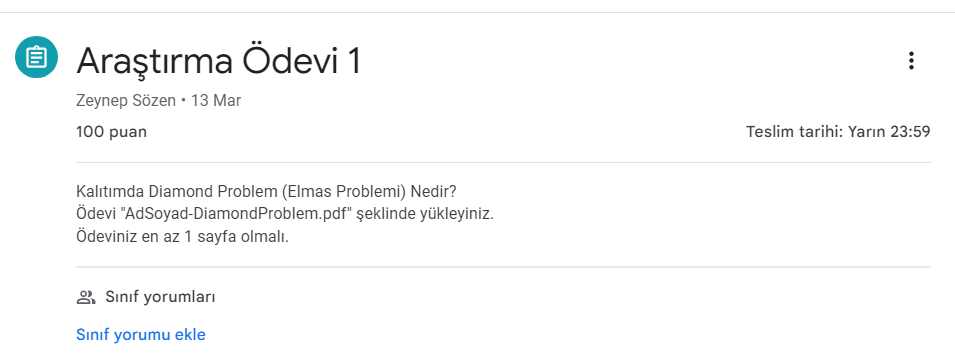 Araştırma Ödevi 1
Zeynep Sözen • 13 Mar
100 puan
Teslim tarihi: Yarın 23:59
Kalıtımda Diamond Problem (Elmas Problemi) Nedir?
Ödevi "AdSoyad-DiamondProblem.pdf" şeklinde yükleyiniz.
Ödeviniz en az 1 sayfa olmalı.
Sınıf yorumları
Sınıf yorumu ekle